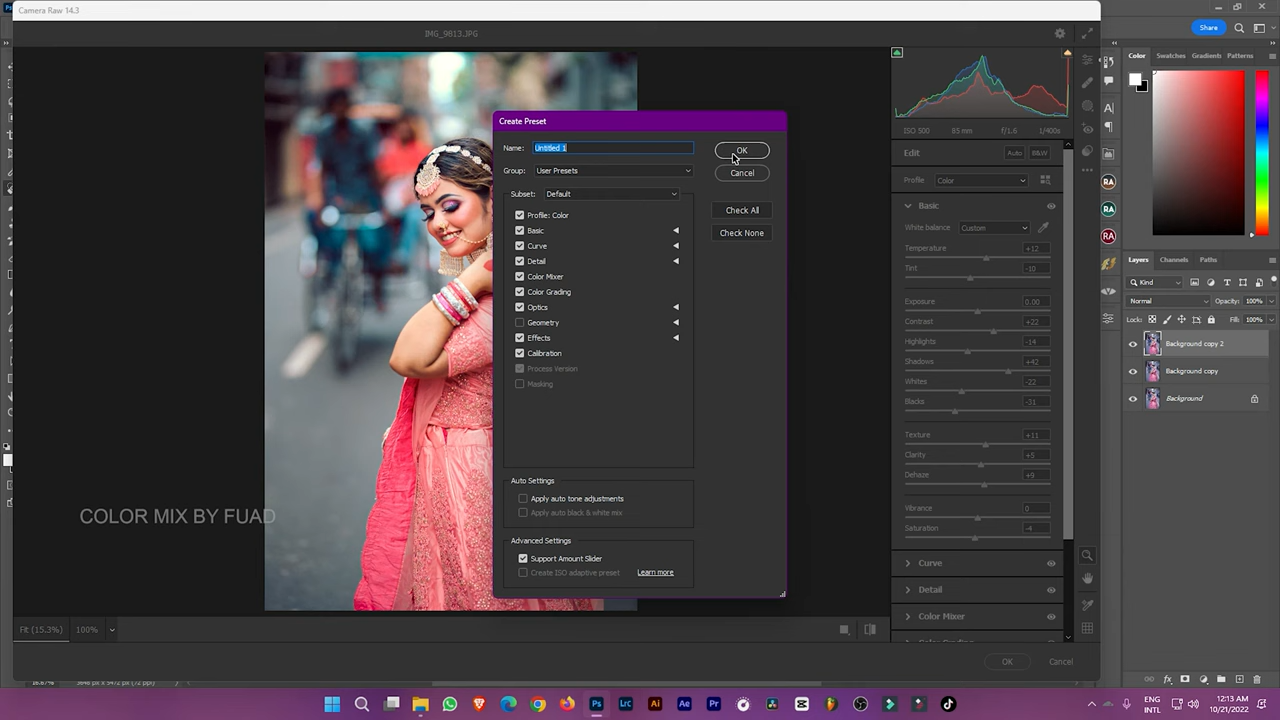 Camera Raw 14.3
IMG_9813.JPG
Share
Create Preset
Name: Untitled 1
OK
Group: User Presets
Cancel
Subset: Default
Check All
Check None
Profile: Color
Basic
Curve
Detail
Color Mixer
Color Grading
Optics
Geometry
Effects
Calibration
Process Version
Masking
Auto Settings
Apply auto tone adjustments
Apply auto black & white mix
Advanced Settings
Support Amount Slider
Create ISO adaptive preset
Learn more
COLOR MIX BY FUAD
Fit (15.3%)
100%
ISO 500
85 mm
f/1.6
1/400s
Edit
Auto
B&W
Profile
Color
Basic
White balance
Custom
Temperature
+12
Tint
-10
Exposure
0.00
Contrast
+22
Highlights
-14
Shadows
+42
Whites
-22
Blacks
-31
Texture
+11
Clarity
+5
Dehaze
+9
Vibrance
0
Saturation
-4
Curve
Detail
Color Mixer
OK
Cancel
Color
Swatches
Gradients
Patterns
Layers
Channels
Paths
Kind
Normal
Opacity: 100%
Lock:
Fill: 100%
Background copy 2
Background copy
Background
ENG
INTL
12:13 AM
10/21/2022